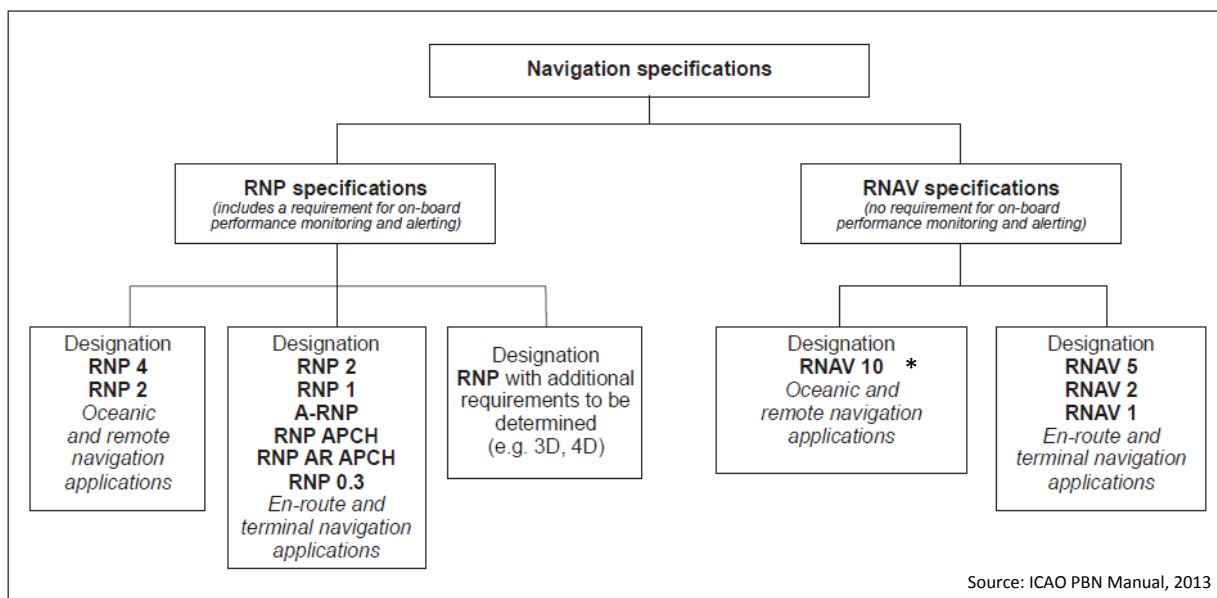 Navigation specifications
RNP specifications
(includes a requirement for on-board
performance monitoring and alerting)
RNAV specifications
(no requirement for on-board
performance monitoring and alerting)
Designation
RNP 4
RNP 2
Oceanic
and remote
navigation
applications
Designation
RNP 2
RNP 1
A-RNP
RNP APCH
RNP AR APCH
RNP 0.3
En-route and
terminal navigation
applications
Designation
RNP with additional
requirements to be
determined
(e.g. 3D, 4D)
Designation
RNAV 10 *
Oceanic and
remote navigation
applications
Designation
RNAV 5
RNAV 2
RNAV 1
En-route and
terminal navigation
applications
Source: ICAO PBN Manual, 2013